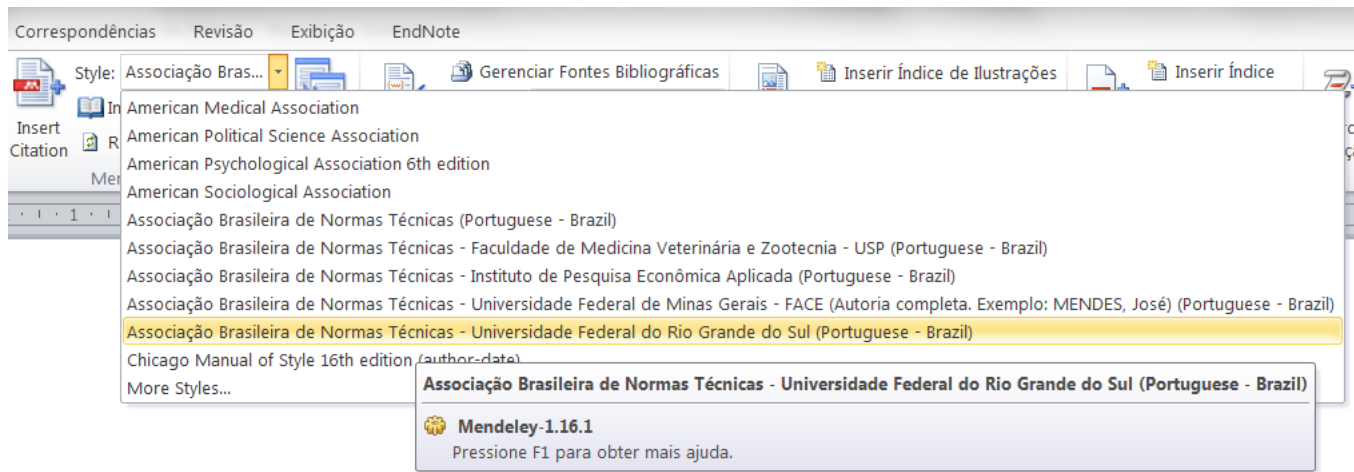 Correspondências Revisão Exibição EndNote
Style: Associação Bras... Gerenciar Fontes Bibliográficas Inserir Índice de Ilustrações Inserir Índice
Insert
Citation
American Medical Association
American Political Science Association
American Psychological Association 6th edition
American Sociological Association
1
Associação Brasileira de Normas Técnicas (Portuguese - Brazil)
Associação Brasileira de Normas Técnicas - Faculdade de Medicina Veterinária e Zootecnia - USP (Portuguese - Brazil)
Associação Brasileira de Normas Técnicas - Instituto de Pesquisa Econômica Aplicada (Portuguese - Brazil)
Associação Brasileira de Normas Técnicas - Universidade Federal de Minas Gerais - FACE (Autoria completa. Exemplo: MENDES, José) (Portuguese - Brazil)
Associação Brasileira de Normas Técnicas - Universidade Federal do Rio Grande do Sul (Portuguese - Brazil)
Chicago Manual of Style 16th edition (author-date)
More Styles...
Associação Brasileira de Normas Técnicas - Universidade Federal do Rio Grande do Sul (Portuguese - Brazil)
Mendeley-1.16.1
Pressione F1 para obter mais ajuda.